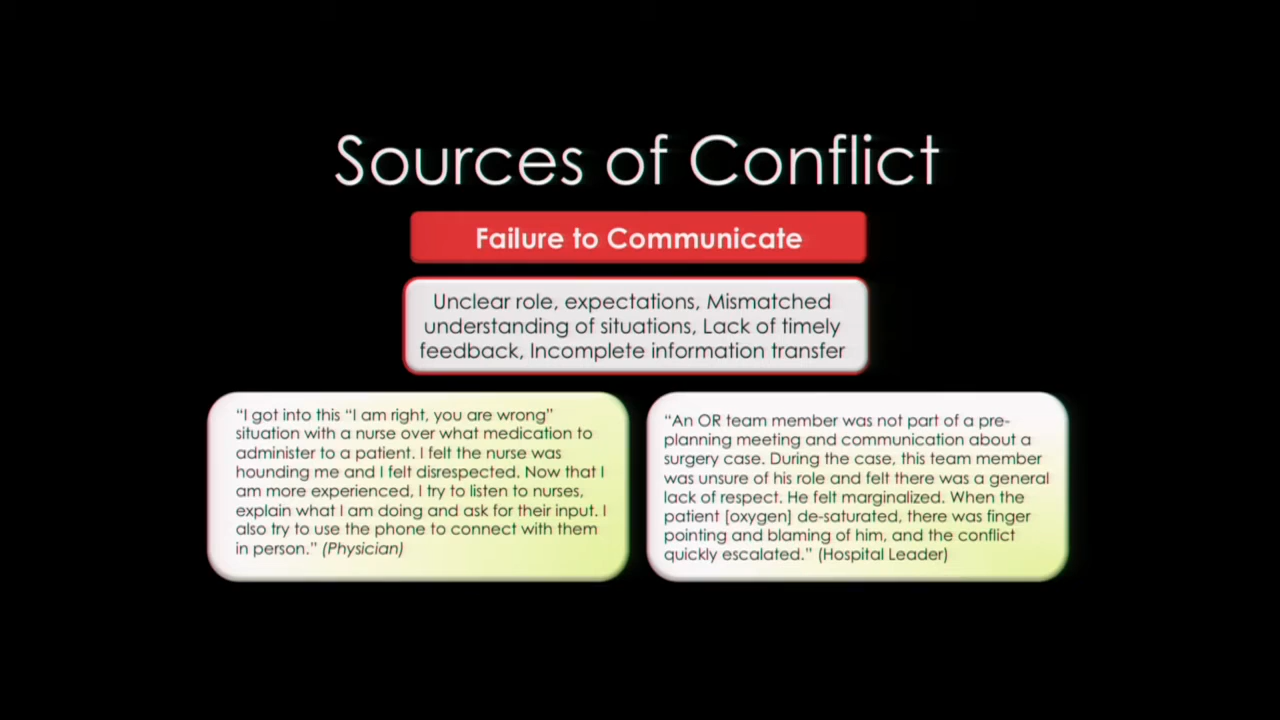 Sources of Conflict
Failure to Communicate
Unclear role, expectations, Mismatched
understanding of situations, Lack of timely
feedback, Incomplete information transfer
“I got into this “I am right, you are wrong”
situation with a nurse over what medication to
administer to a patient. I felt the nurse was
hounding me and I felt disrespected. Now that I
am more experienced, I try to listen to nurses,
explain what I am doing and ask for their input. I
also try to use the phone to connect with them
in person.” (Physician)
“An OR team member was not part of a pre-
planning meeting and communication about a
surgery case. During the case, this team member
was unsure of his role and felt there was a general
lack of respect. He felt marginalized. When the
patient [oxygen] de-saturated, there was finger
pointing and blaming of him, and the conflict
quickly escalated.” (Hospital Leader)